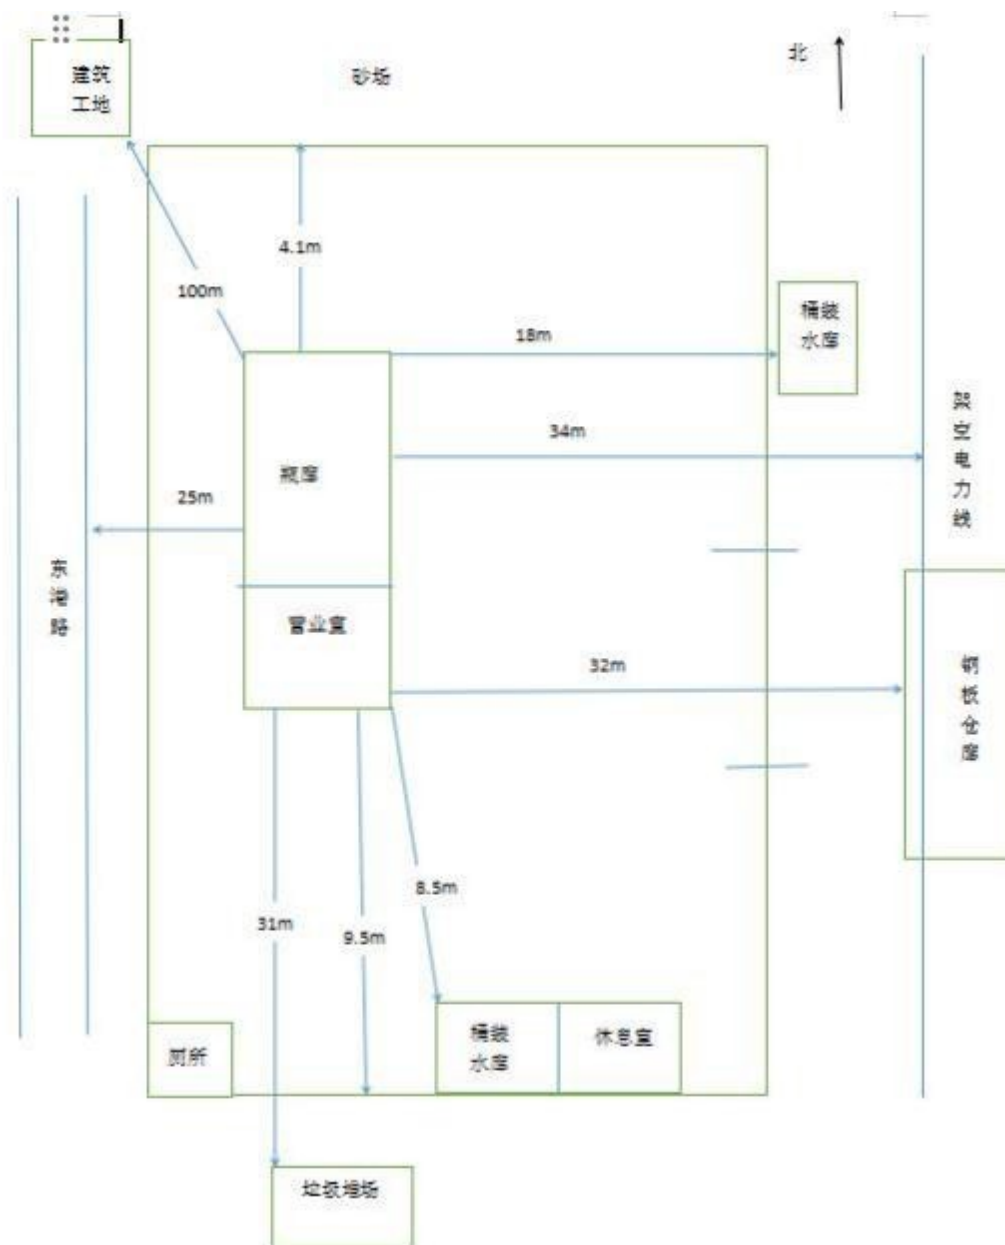 建筑
工地
砂场
北
4.1m
100m
桶装
水库
18m
34m
架
空
电
力
线
瓶库
25m
东
港
路
营业室
32m
钢
板
仓
库
8.5m
31m
9.5m
桶装
水库
休息室
厕所
垃圾堆场